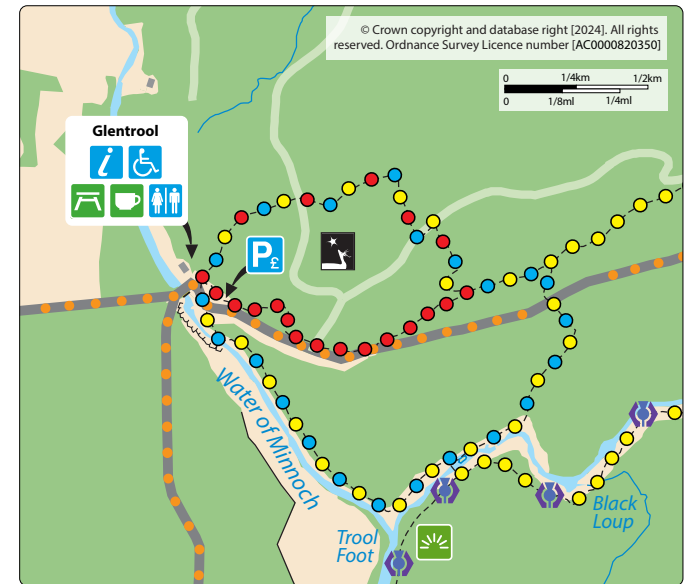 © Crown copyright and database right [2024]. All rights
reserved. Ordnance Survey Licence number [AC0000820350]
0 1/4km 1/2km
0 1/8ml 1/4ml
Glentrool
i
P£
Water of Minnoch
Trool
Foot
Black
Loup